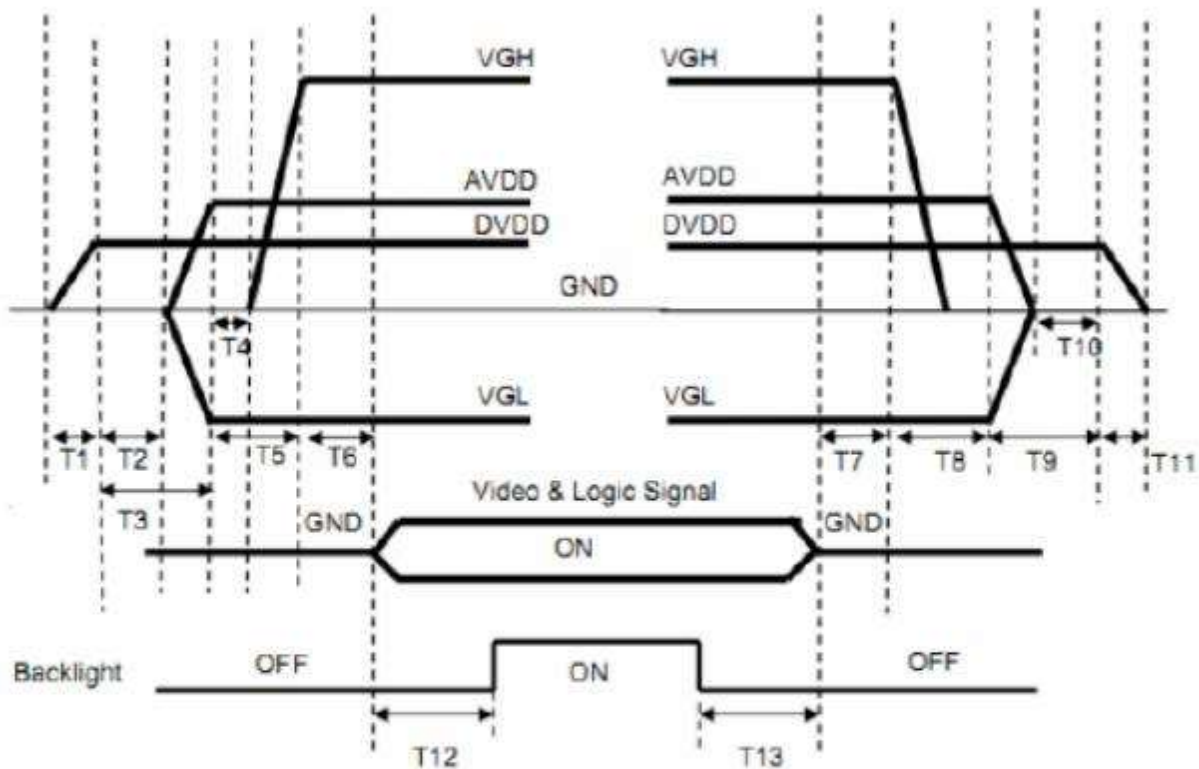 VGH VGH
AVDD AVDD
DVDD DVDD
GND
T4 T10
VGL VGL
T1 T2 T5 T6 T7 T8 T9 T11
T3
Video & Logic Signal
GND GND
ON
Backlight OFF ON OFF
T12 T13